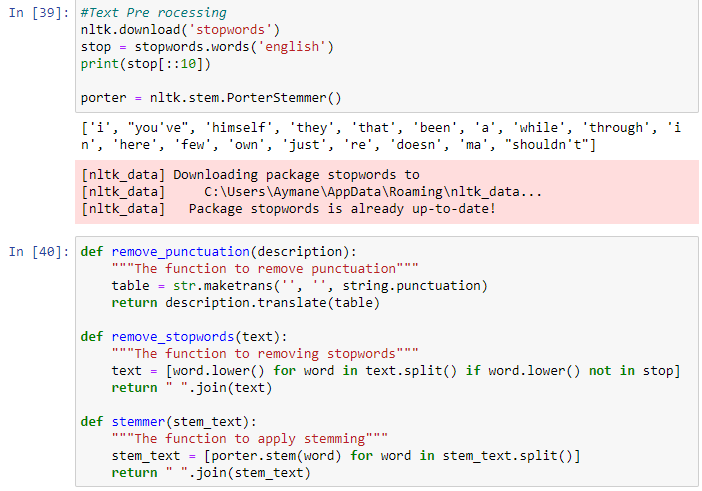 In [39]: #Text Pre rocessing
nltk.download('stopwords')
stop = stopwords.words('english')
print(stop[::10])

porter = nltk.stem.PorterStemmer()

['i', "you've", 'himself', 'they', 'that', 'been', 'a', 'while', 'through', 'i
n', 'here', 'few', 'own', 'just', 're', 'doesn', 'ma', "shouldn't"]

[nltk_data] Downloading package stopwords to
[nltk_data]     C:\Users\Aymane\AppData\Roaming\nltk_data...
[nltk_data]   Package stopwords is already up-to-date!

In [40]: def remove_punctuation(description):
    """The function to remove punctuation"""
    table = str.maketrans('', '', string.punctuation)
    return description.translate(table)

def remove_stopwords(text):
    """The function to removing stopwords"""
    text = [word.lower() for word in text.split() if word.lower() not in stop]
    return " ".join(text)

def stemmer(stem_text):
    """The function to apply stemming"""
    stem_text = [porter.stem(word) for word in stem_text.split()]
    return " ".join(stem_text)